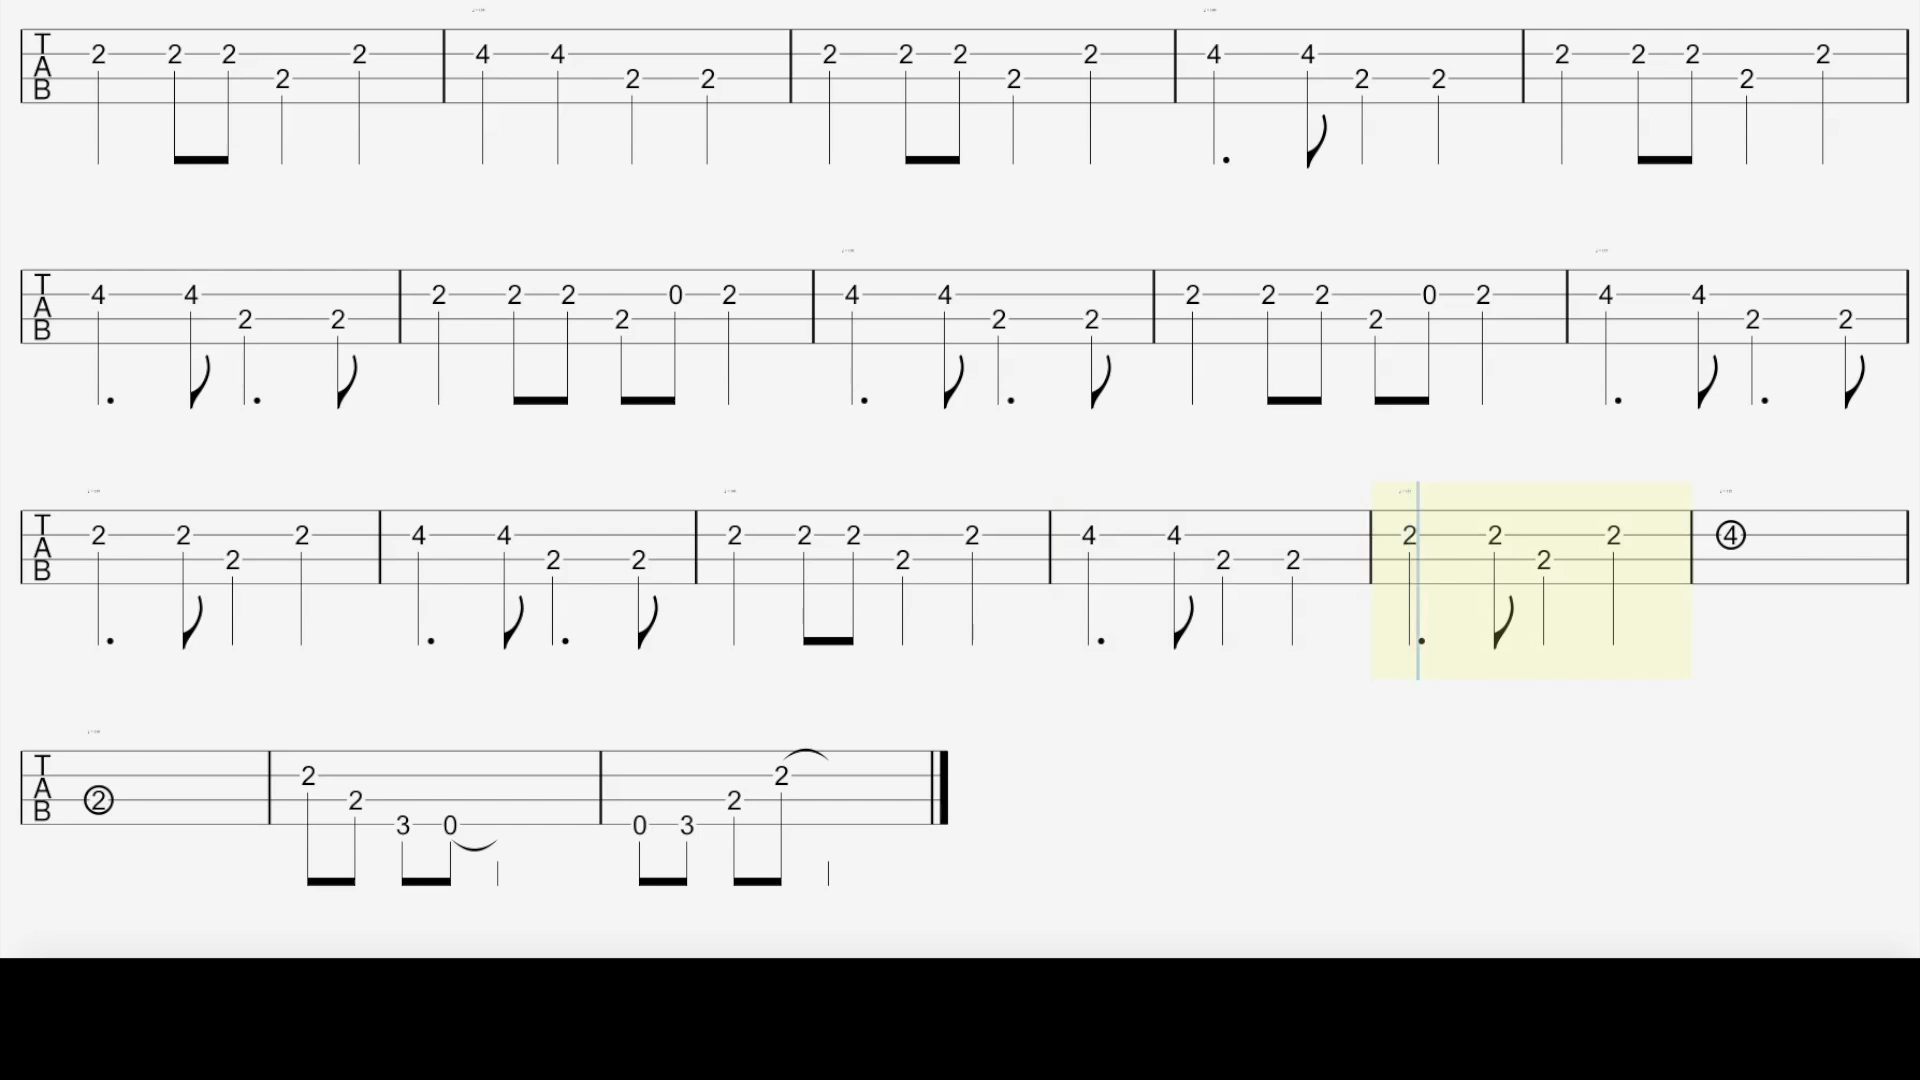 TAB 2 2 2 2 2 4 4 2 2 2 2 2 2 2 4 4 2 2 2 2 2 2 2
TAB 4 4 2 2 2 2 2 2 0 2 4 4 2 2 2 2 2 2 0 2 4 4 2 2
TAB 2 2 2 2 4 4 2 2 2 2 2 2 2 4 4 2 2 2 2 2 2 4
TAB 2 2 2 3 0 0 3 2 2